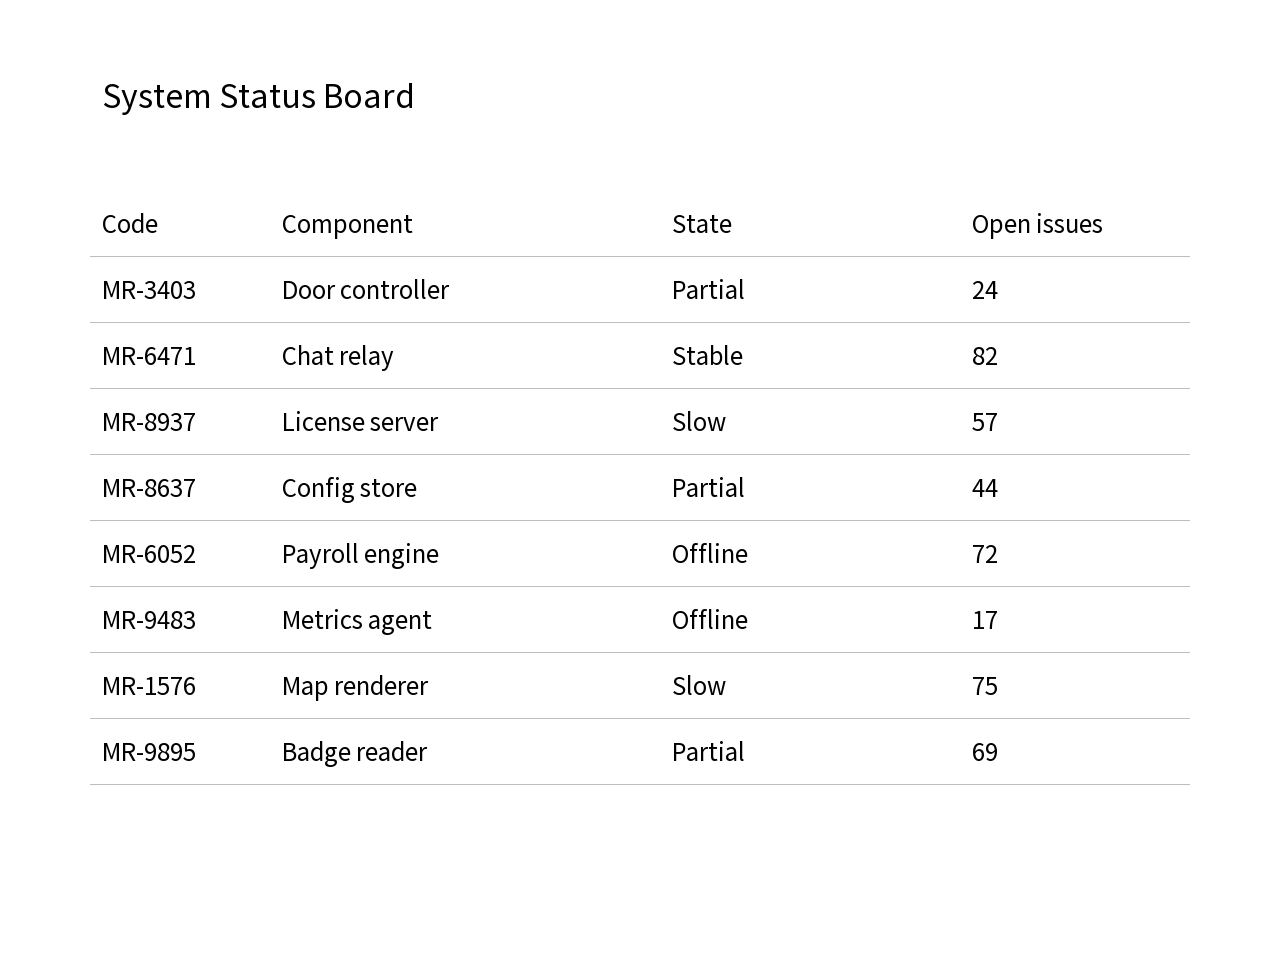 System Status Board
Code Component State Open issues
MR-3403 Door controller Partial 24
MR-6471 Chat relay Stable 82
MR-8937 License server Slow 57
MR-8637 Config store Partial 44
MR-6052 Payroll engine Offline 72
MR-9483 Metrics agent Offline 17
MR-1576 Map renderer Slow 75
MR-9895 Badge reader Partial 69